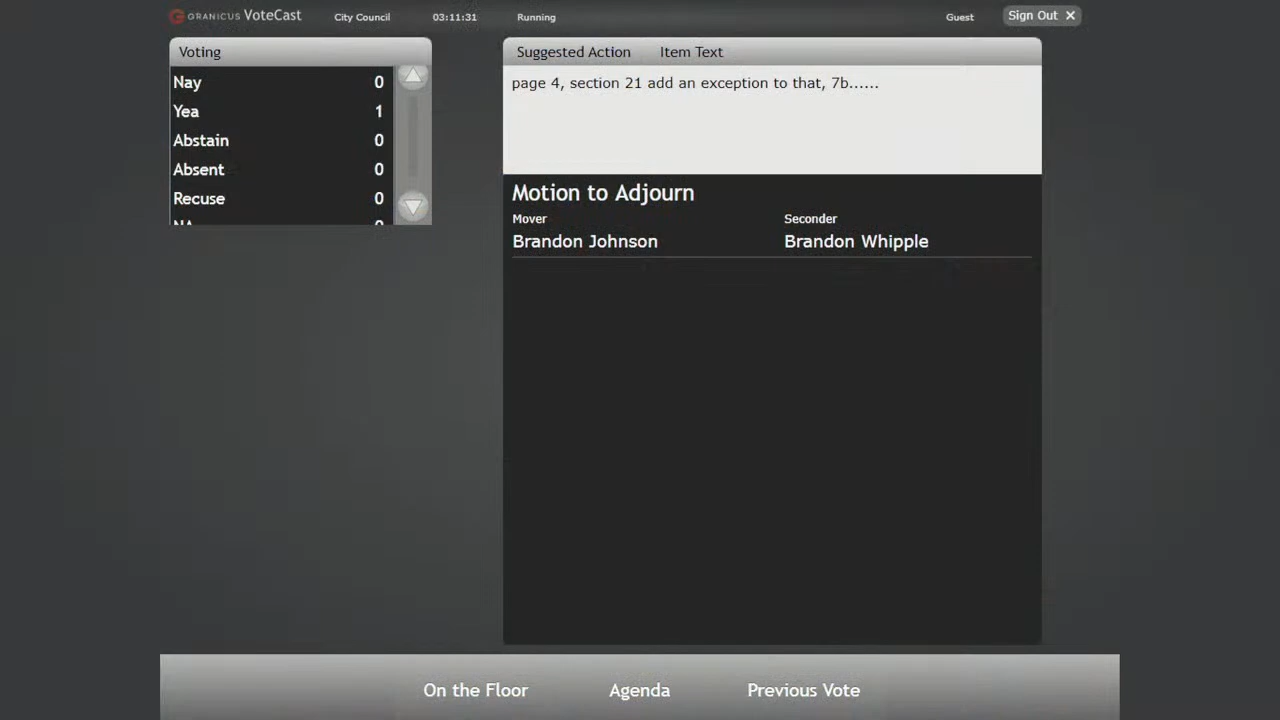 GRANICUS VoteCast City Council 03:11:31 Running Guest Sign Out X
Voting
Nay 0
Yea 1
Abstain 0
Absent 0
Recuse 0
NA 0
Suggested Action Item Text
page 4, section 21 add an exception to that, 7b......
Motion to Adjourn
Mover Seconder
Brandon Johnson Brandon Whipple
On the Floor Agenda Previous Vote